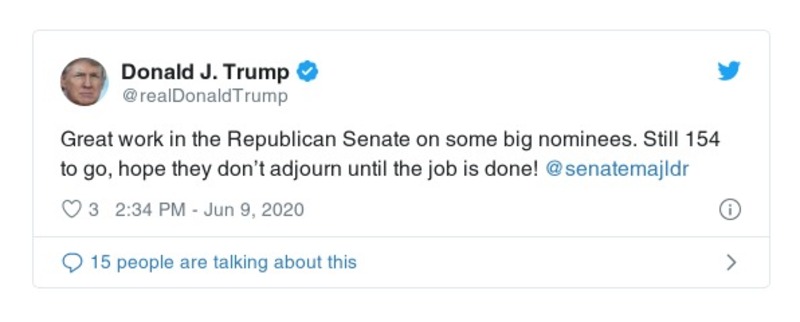 Donald J. Trump
@realDonaldTrump
Great work in the Republican Senate on some big nominees. Still 154
to go, hope they don’t adjourn until the job is done! @senatemajldr
3 2:34 PM - Jun 9, 2020
15 people are talking about this